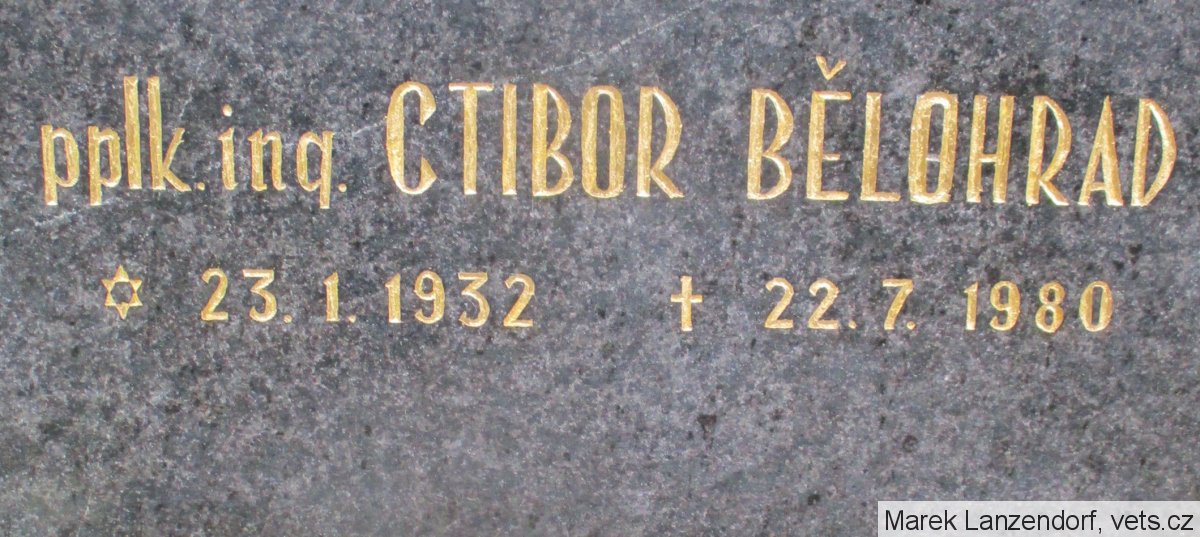 pplk. ing. CTIBOR BĚLOHRAD
✡ 23. 1. 1932 ✝ 22. 7. 1980
Marek Lanzendorf, vets.cz